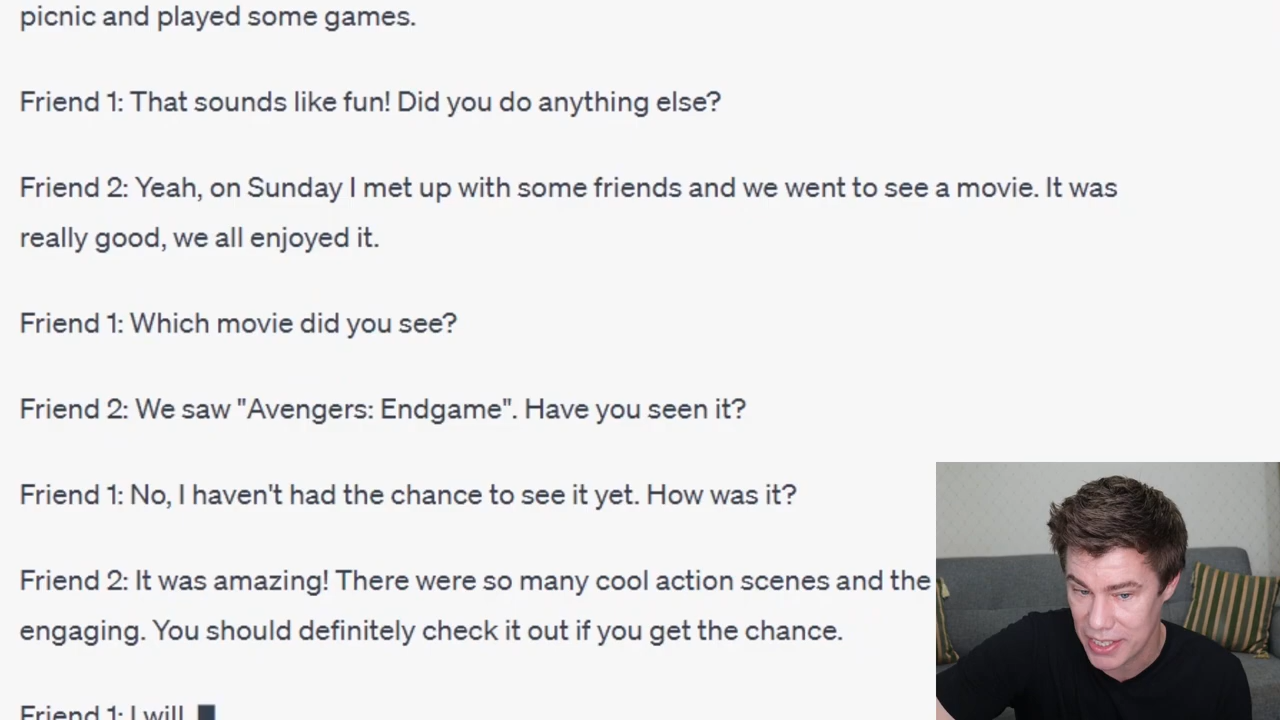 picnic and played some games.
Friend 1: That sounds like fun! Did you do anything else?
Friend 2: Yeah, on Sunday I met up with some friends and we went to see a movie. It was
really good, we all enjoyed it.
Friend 1: Which movie did you see?
Friend 2: We saw "Avengers: Endgame". Have you seen it?
Friend 1: No, I haven't had the chance to see it yet. How was it?
Friend 2: It was amazing! There were so many cool action scenes and the
engaging. You should definitely check it out if you get the chance.
Friend 1: I will